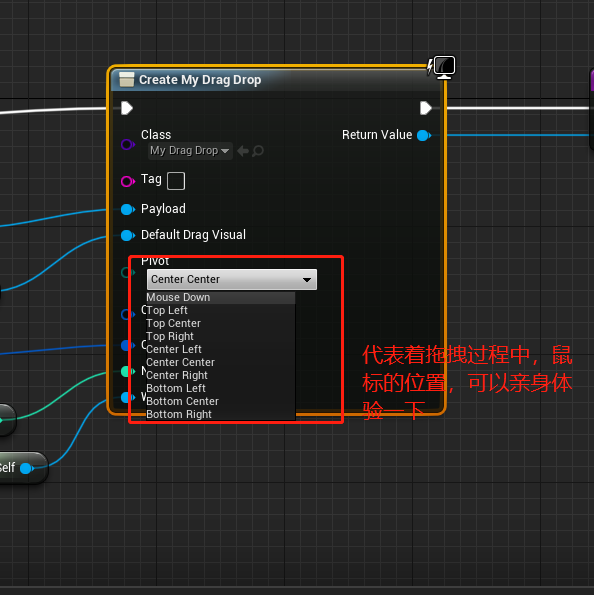 Create My Drag Drop
Class
Return Value
My Drag Drop
Tag
Payload
Default Drag Visual
Pivot
Center Center
Mouse Down
Top Left
Top Center
Top Right
Center Left
Center Center
Center Right
Bottom Left
Bottom Center
Bottom Right
代表着拖拽过程中，鼠
标的位置，可以亲身体
验一下
Self